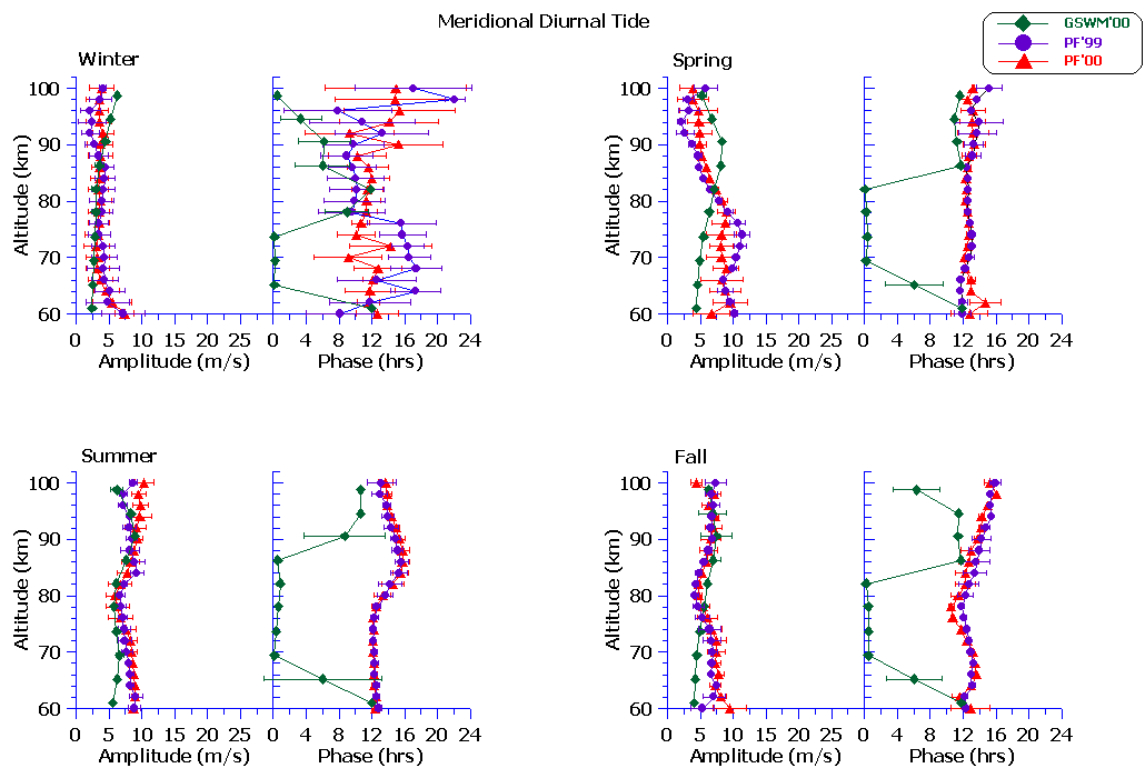 Meridional Diurnal Tide
GSWM'00
PF'99
PF'00
Winter
Altitude (km)
100
90
80
70
60
0 5 10 15 20 25
Amplitude (m/s)
0 4 8 12 16 20 24
Phase (hrs)
Spring
Altitude (km)
100
90
80
70
60
0 5 10 15 20 25
Amplitude (m/s)
0 4 8 12 16 20 24
Phase (hrs)
Summer
Altitude (km)
100
90
80
70
60
0 5 10 15 20 25
Amplitude (m/s)
0 4 8 12 16 20 24
Phase (hrs)
Fall
Altitude (km)
100
90
80
70
60
0 5 10 15 20 25
Amplitude (m/s)
0 4 8 12 16 20 24
Phase (hrs)